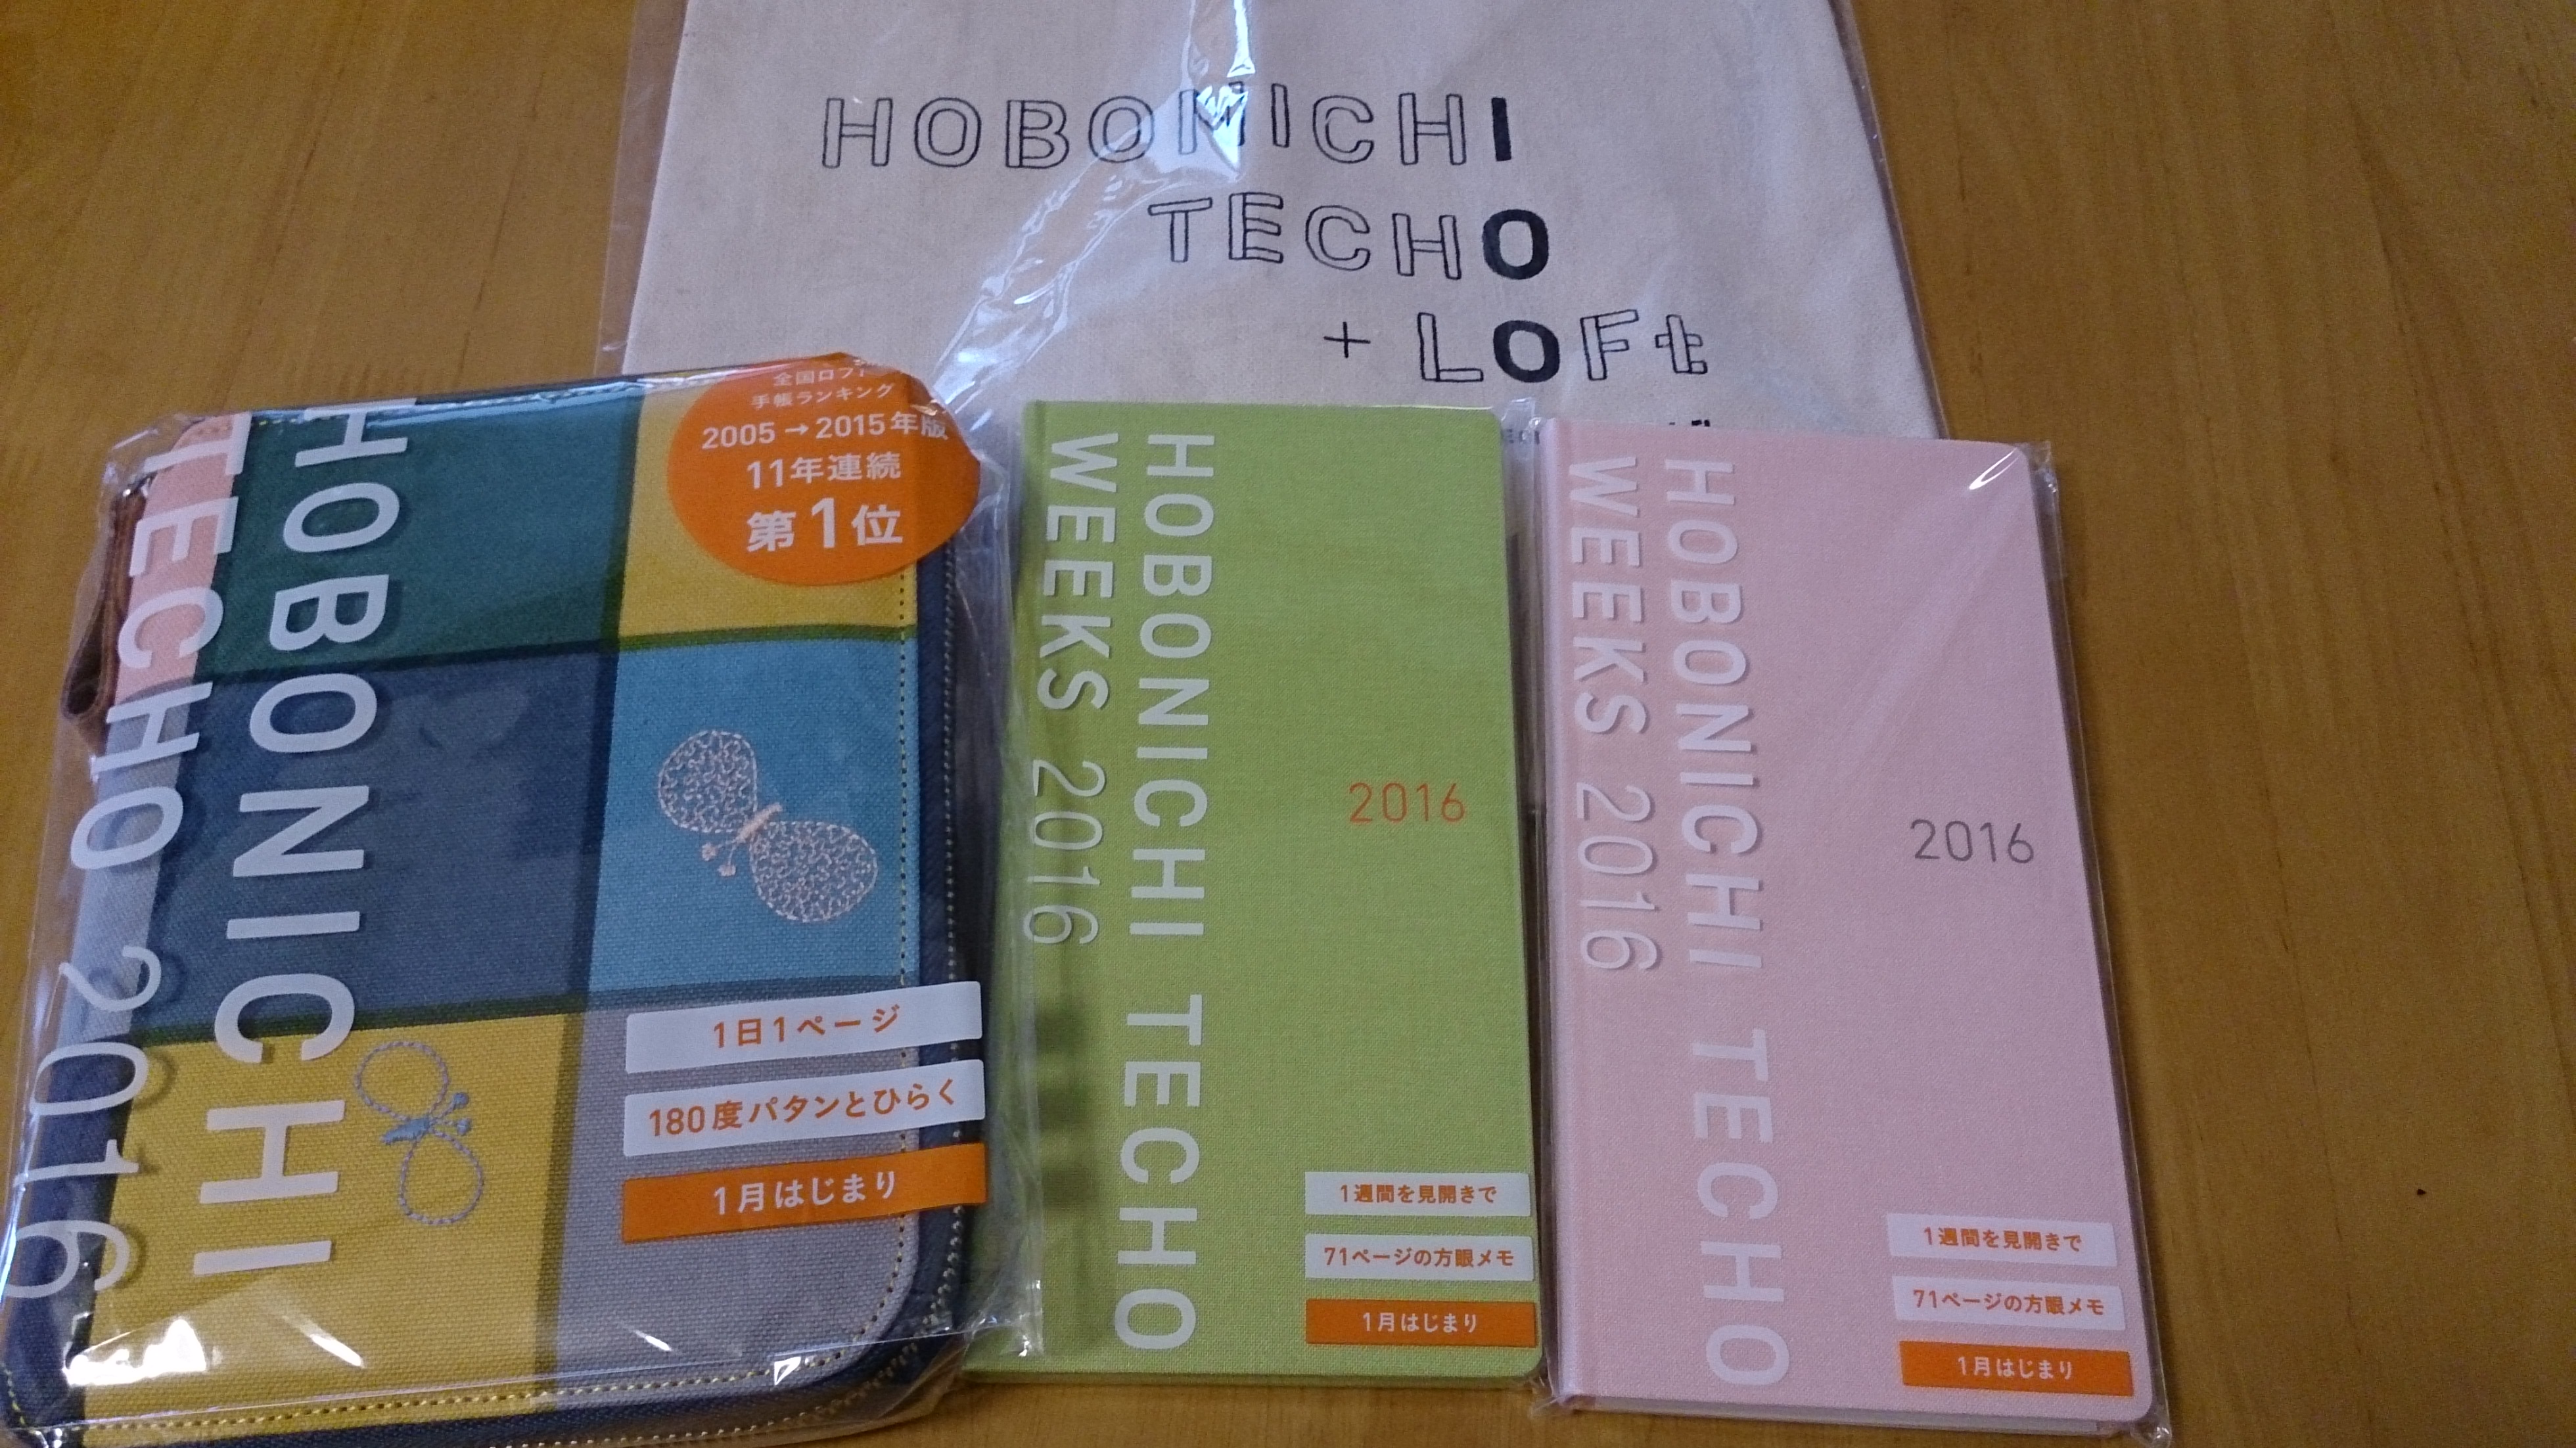 HOBONICHI
TECHO
+ LOFt
全国ロフト
手帳ランキング
2005→2015年版
11年連続
第1位
HOBONICHI
TECHO 2016
1日1ページ
180度パタンとひらく
1月はじまり
HOBONICHI TECHO
WEEKS 2016
2016
1週間を見開きで
71ページの方眼メモ
1月はじまり
HOBONICHI TECHO
WEEKS 2016
2016
1週間を見開きで
71ページの方眼メモ
1月はじまり